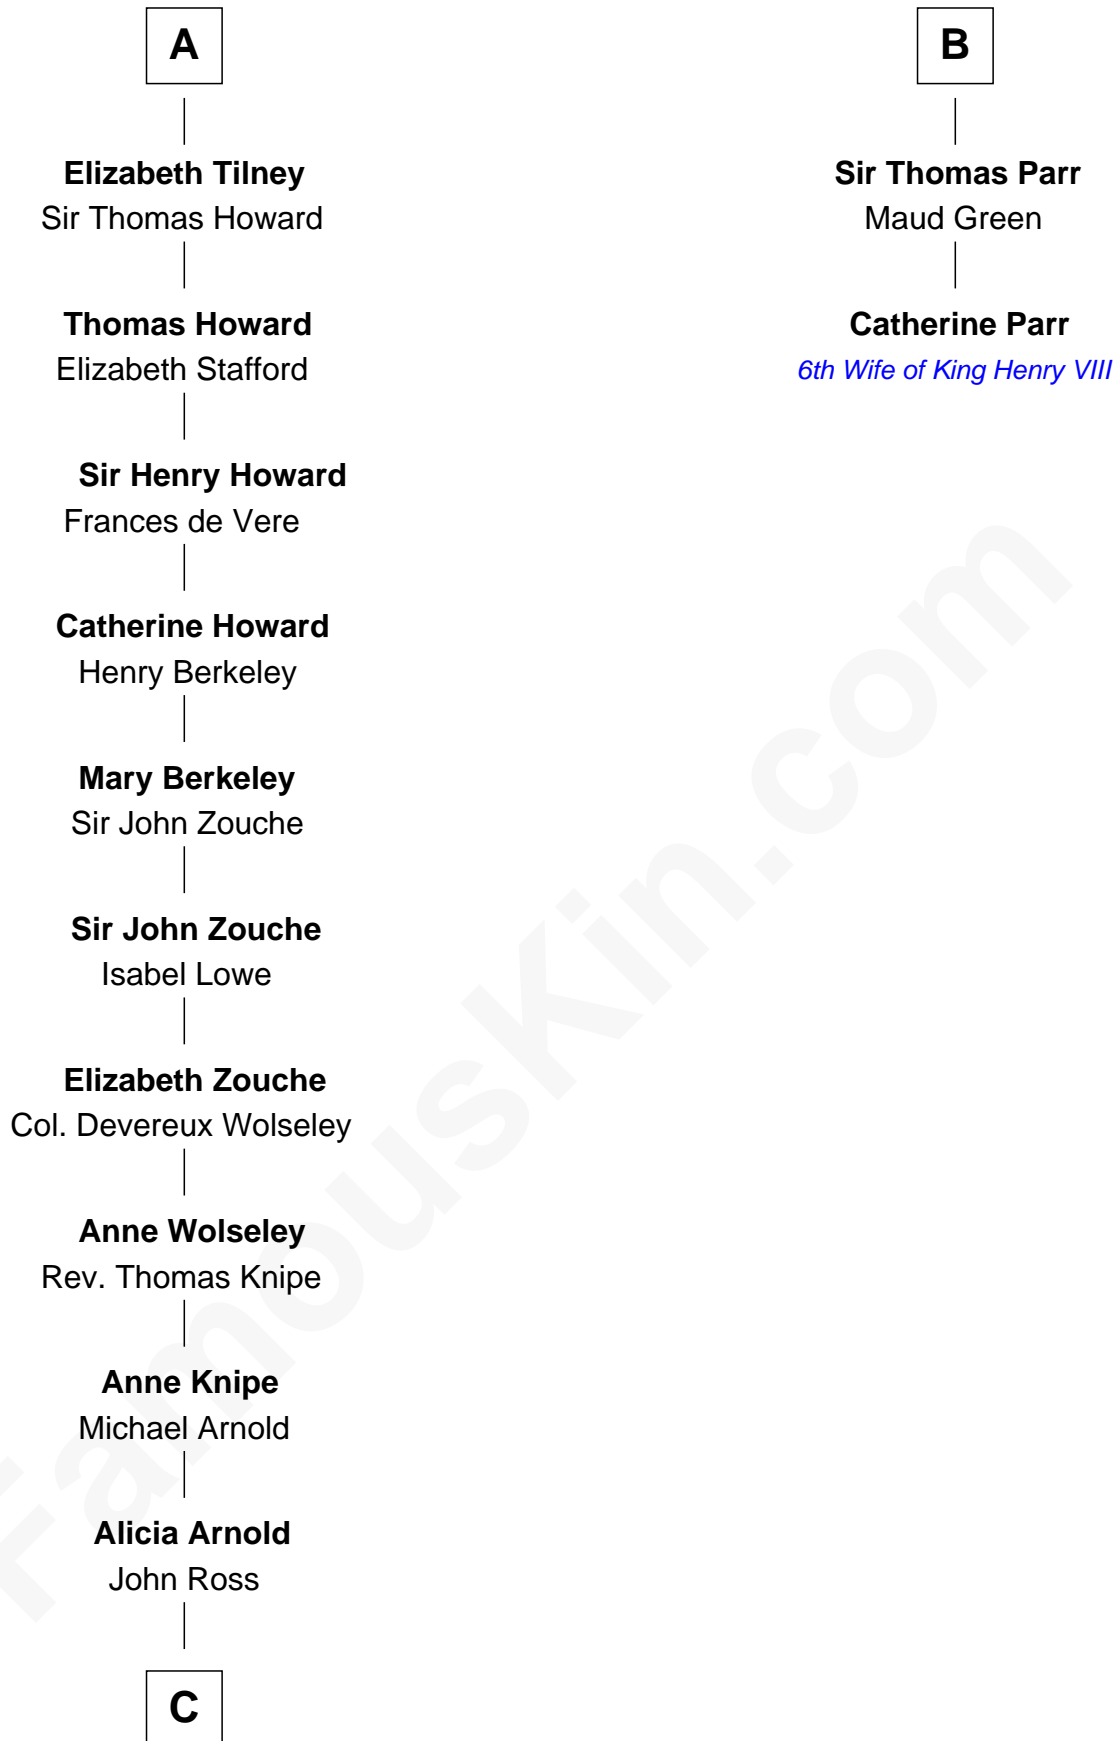 A
Elizabeth Tilney
Sir Thomas Howard
Thomas Howard
Elizabeth Stafford
Sir Henry Howard
Frances de Vere
Catherine Howard
Henry Berkeley
Mary Berkeley
Sir John Zouche
Sir John Zouche
Isabel Lowe
Elizabeth Zouche
Col. Devereux Wolseley
Anne Wolseley
Rev. Thomas Knipe
Anne Knipe
Michael Arnold
Alicia Arnold
John Ross
C
B
Sir Thomas Parr
Maud Green
Catherine Parr
6th Wife of King Henry VIII
FamousKin.com